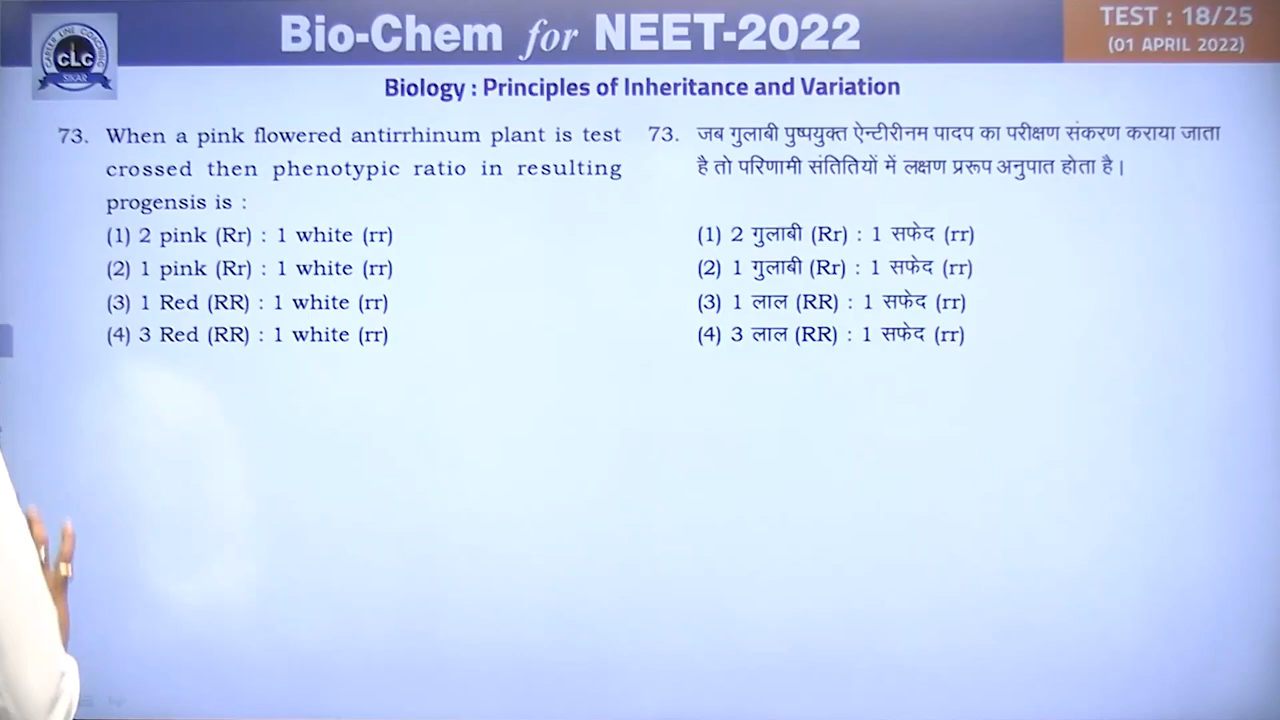 Bio-Chem for NEET-2022
TEST : 18/25
(01 APRIL 2022)
CAREER LINE COACHING
CLC
SIKAR
Biology : Principles of Inheritance and Variation
73. When a pink flowered antirrhinum plant is test
crossed then phenotypic ratio in resulting
progensis is :
(1) 2 pink (Rr) : 1 white (rr)
(2) 1 pink (Rr) : 1 white (rr)
(3) 1 Red (RR) : 1 white (rr)
(4) 3 Red (RR) : 1 white (rr)
73. जब गुलाबी पुष्पयुक्त ऐन्टीरीनम पादप का परीक्षण संकरण कराया जाता
है तो परिणामी संतितियों में लक्षण प्ररूप अनुपात होता है।
(1) 2 गुलाबी (Rr) : 1 सफेद (rr)
(2) 1 गुलाबी (Rr) : 1 सफेद (rr)
(3) 1 लाल (RR) : 1 सफेद (rr)
(4) 3 लाल (RR) : 1 सफेद (rr)